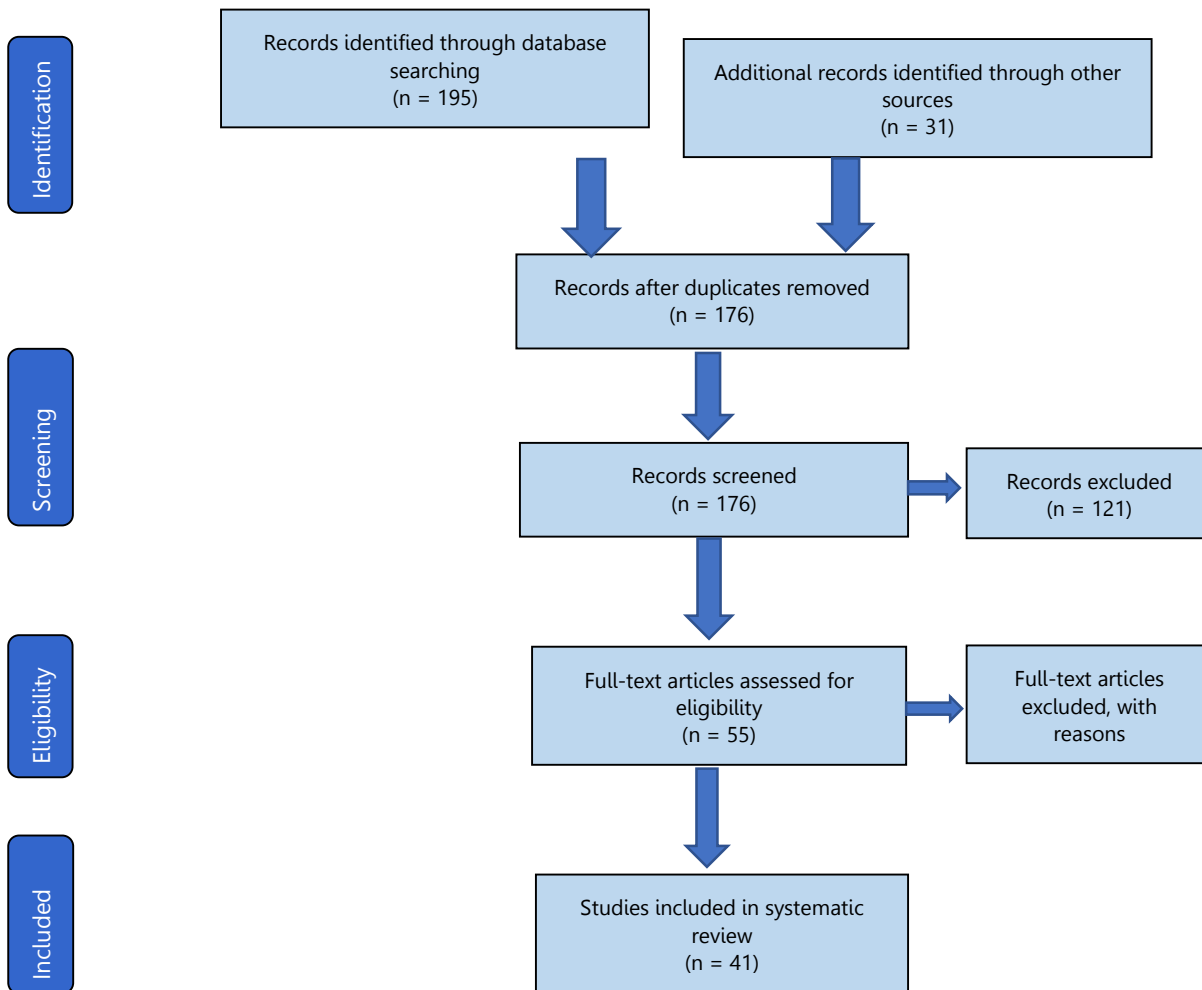 Identification
Records identified through database
searching
(n = 195)
Additional records identified through other
sources
(n = 31)
Records after duplicates removed
(n = 176)
Screening
Records screened
(n = 176)
Records excluded
(n = 121)
Eligibility
Full-text articles assessed for
eligibility
(n = 55)
Full-text articles
excluded, with
reasons
Included
Studies included in systematic
review
(n = 41)